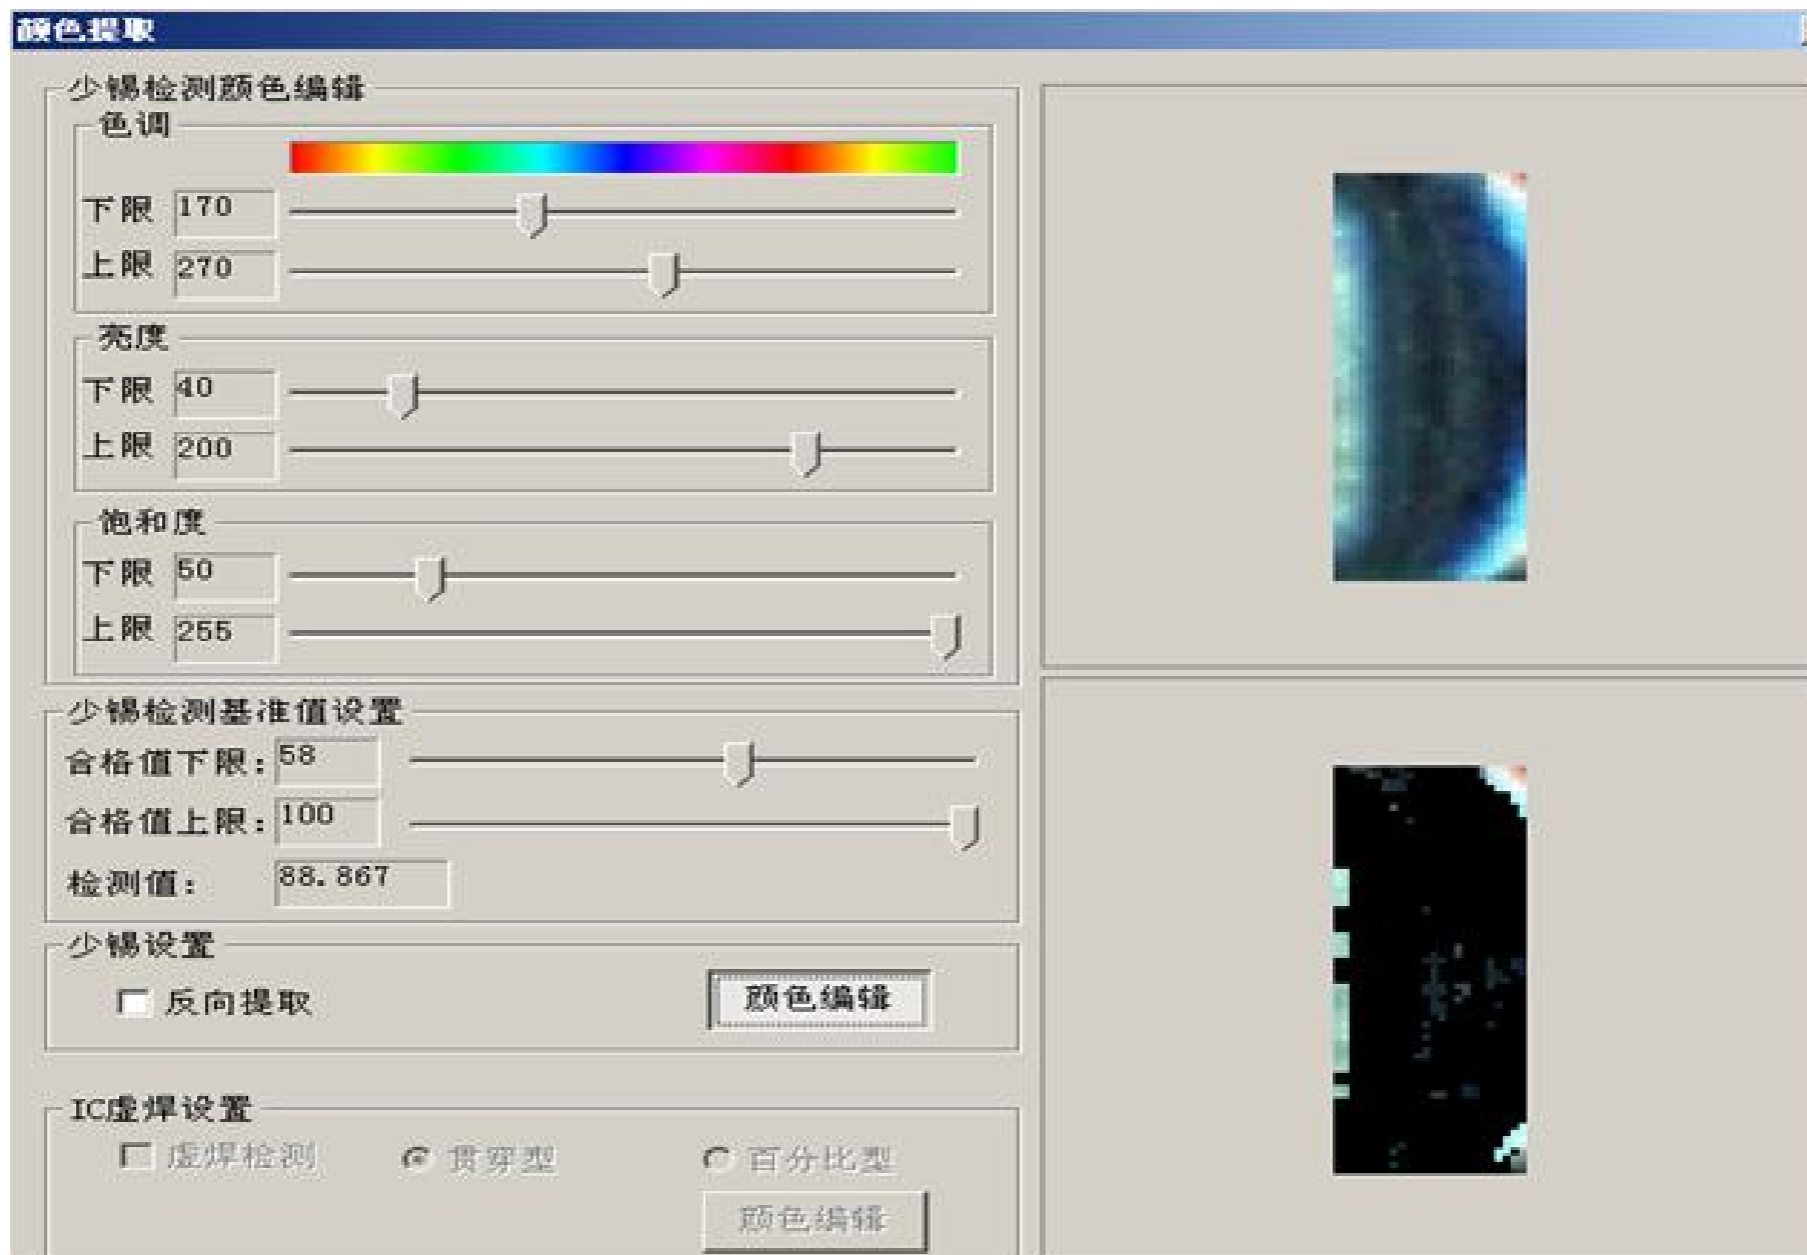 颜色提取
少锡检测颜色编辑
色调
下限 170
上限 270
亮度
下限 40
上限 200
饱和度
下限 50
上限 255
少锡检测基准值设置
合格值下限: 58
合格值上限: 100
检测值: 88.867
少锡设置
反向提取 颜色编辑
IC虚焊设置
虚焊检测 贯穿型 百分比型
颜色编辑